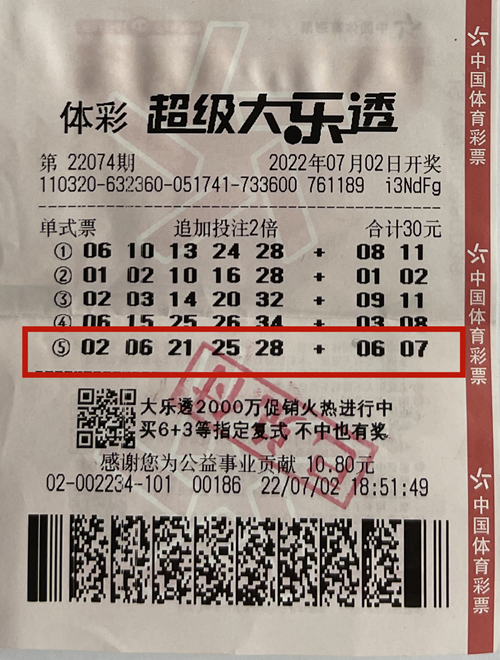 体彩 超级大乐透
第 22074期 2022年07月02日开奖
110320-632360-051741-733600 761189 i3NdFg
单式票 追加投注2倍 合计30元
① 06 10 13 24 28 + 08 11
② 01 02 10 16 28 + 01 02
③ 02 03 14 20 32 + 09 11
④ 06 15 25 26 34 + 03 08
⑤ 02 06 21 25 28 + 06 07
大乐透2000万促销火热进行中
买6+3等指定复式 不中也有奖
感谢您为公益事业贡献 10.80元
02-002234-101 00186 22/07/02 18:51:49
中国体育彩票
中国体育彩票
中国体育彩票